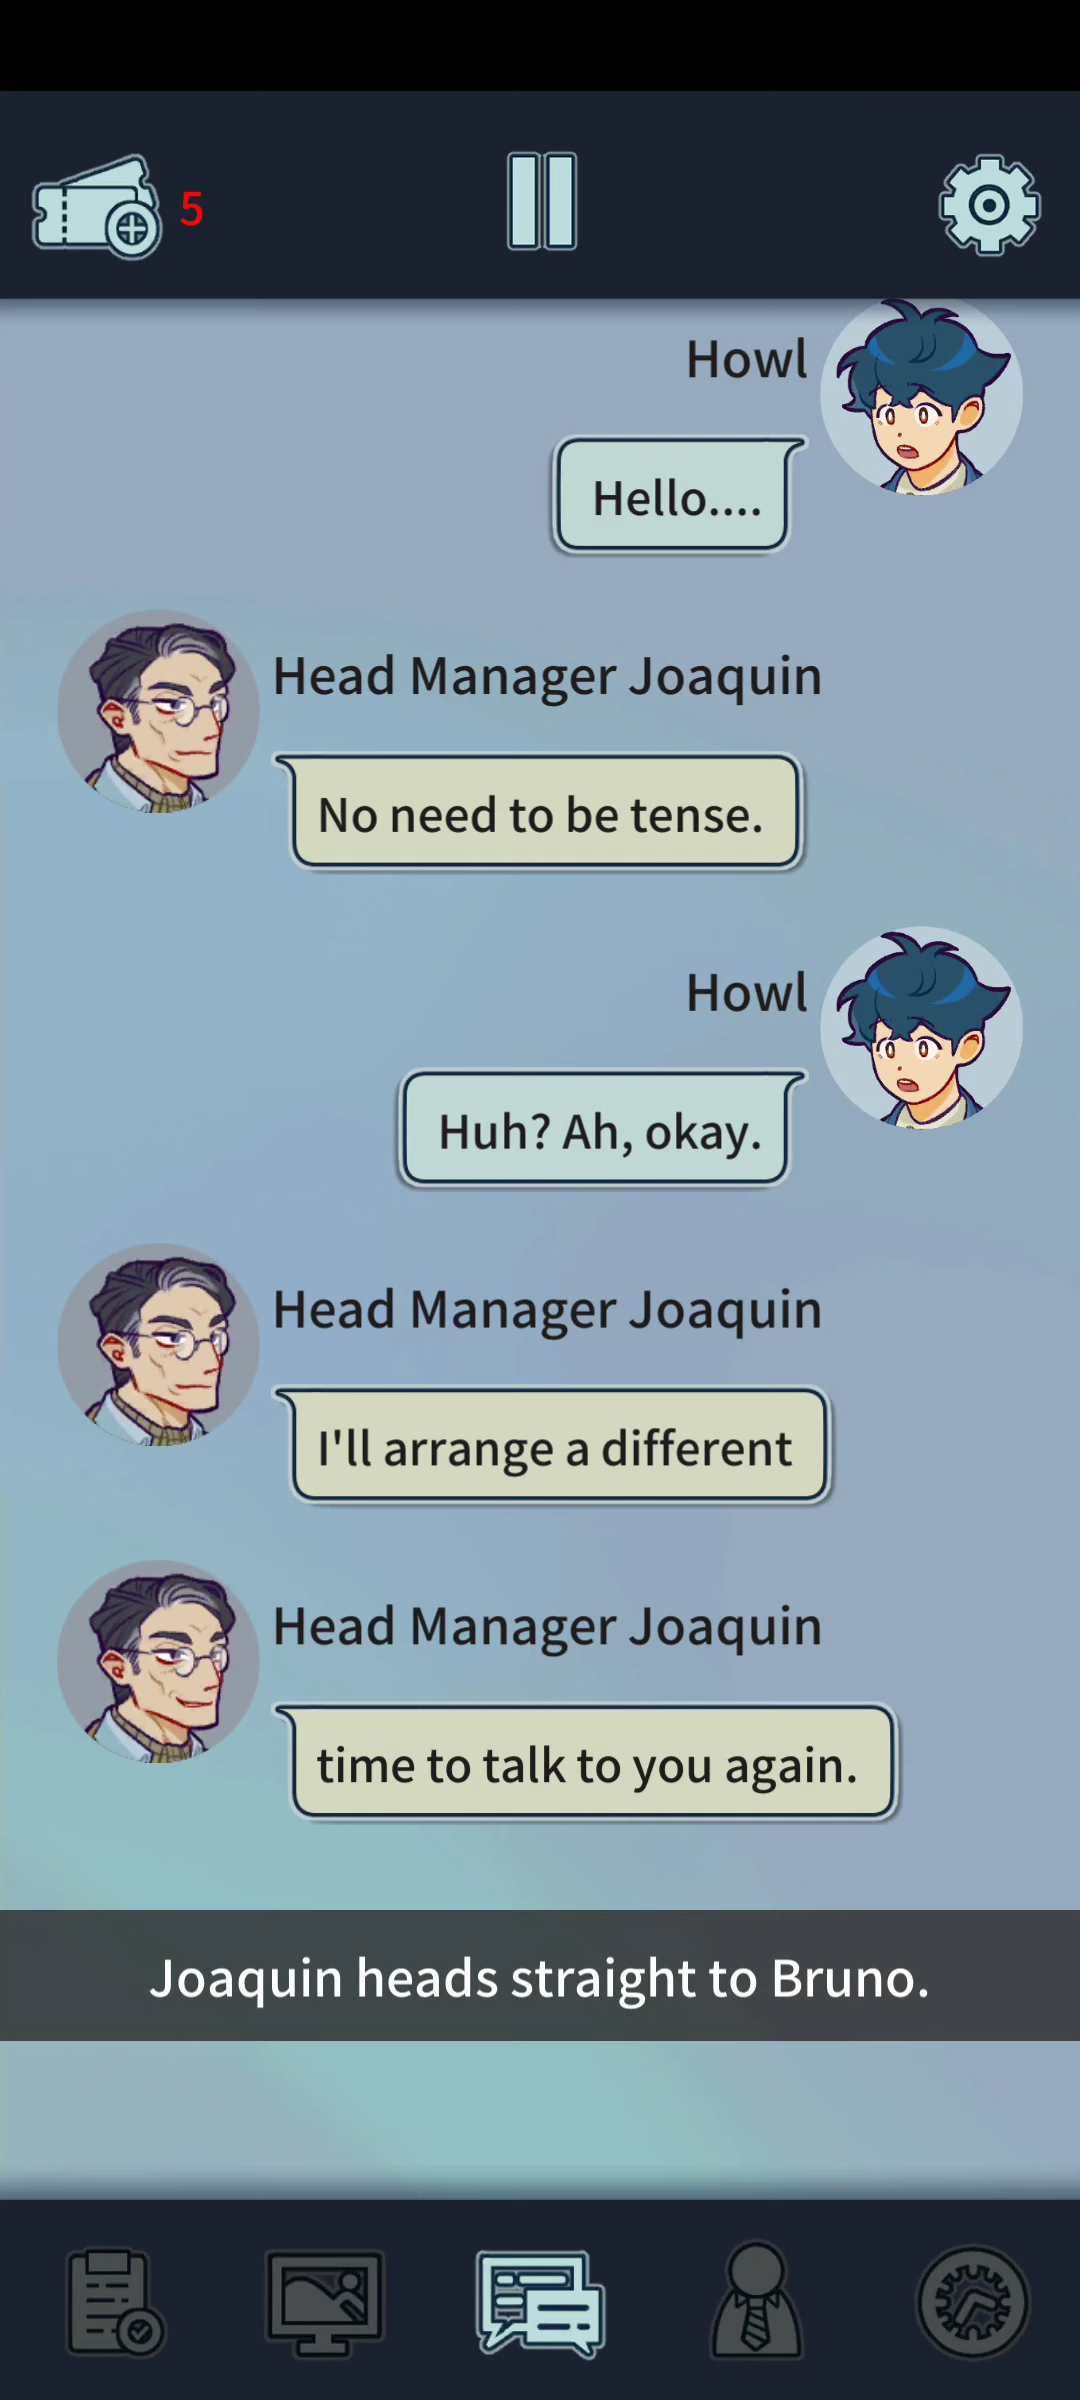 5
Howl
Hello....
Head Manager Joaquin
No need to be tense.
Howl
Huh? Ah, okay.
Head Manager Joaquin
I'll arrange a different
Head Manager Joaquin
time to talk to you again.
Joaquin heads straight to Bruno.